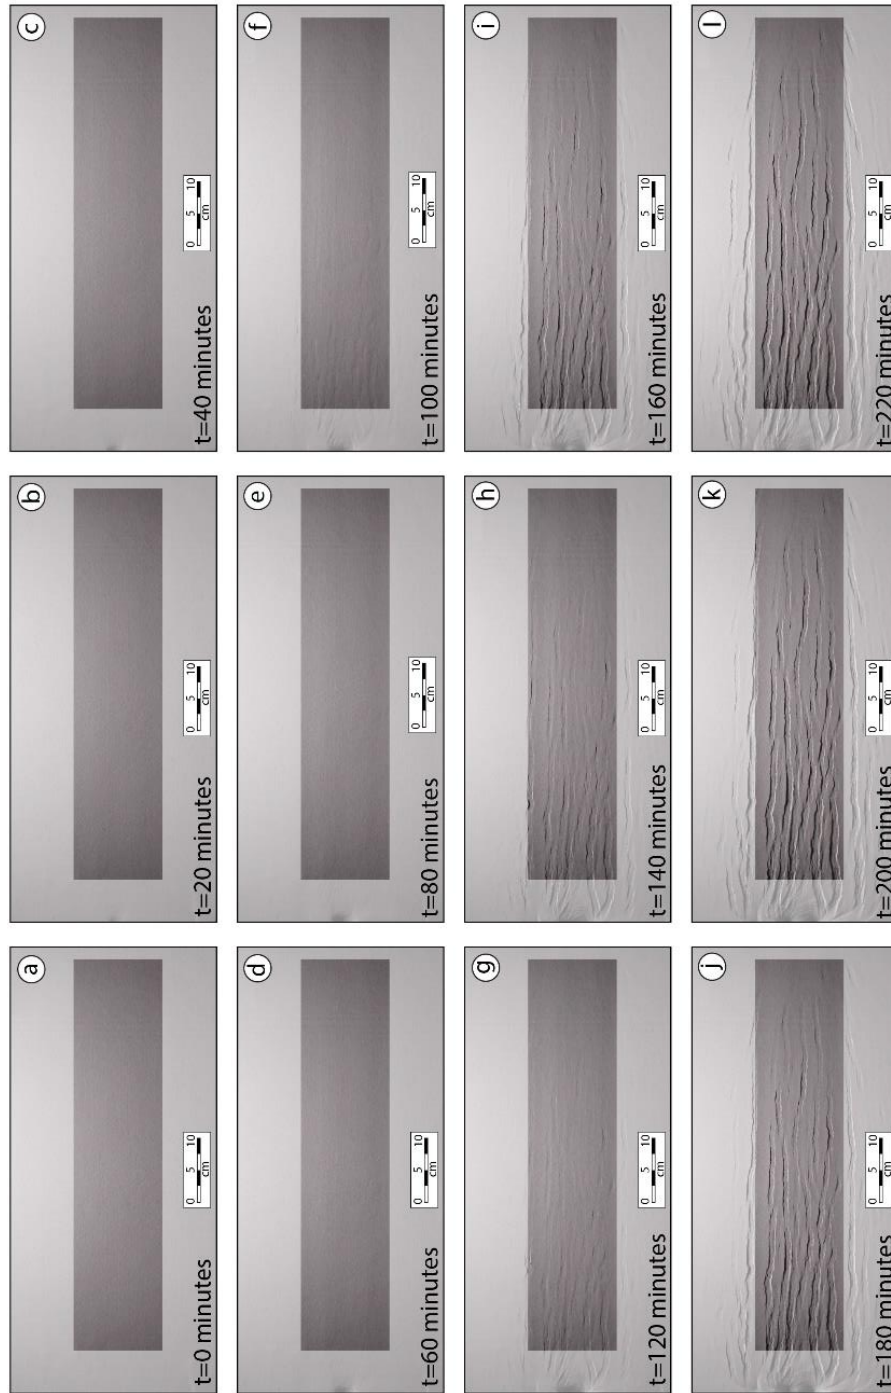 a
0 5 10
cm
t=0 minutes
b
0 5 10
cm
t=20 minutes
c
0 5 10
cm
t=40 minutes
d
0 5 10
cm
t=60 minutes
e
0 5 10
cm
t=80 minutes
f
0 5 10
cm
t=100 minutes
g
0 5 10
cm
t=120 minutes
h
0 5 10
cm
t=140 minutes
i
0 5 10
cm
t=160 minutes
j
0 5 10
cm
t=180 minutes
k
0 5 10
cm
t=200 minutes
l
0 5 10
cm
t=220 minutes